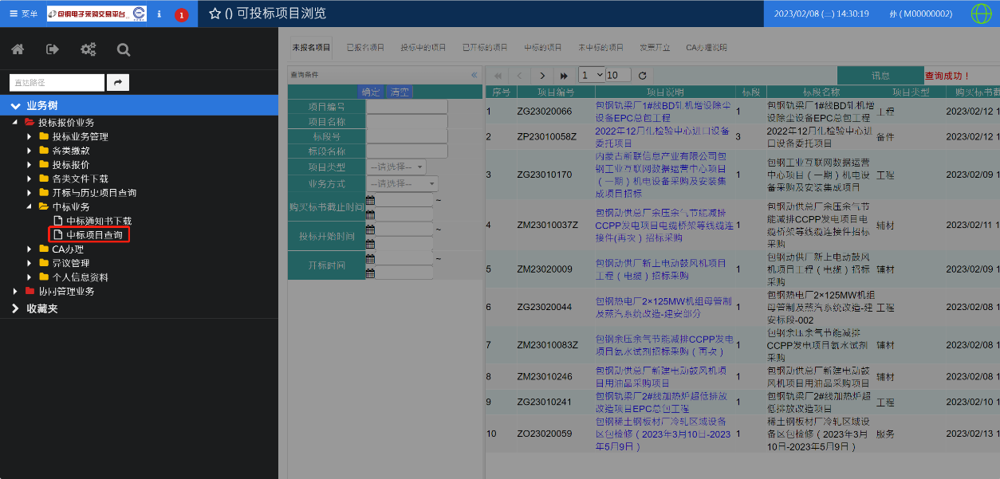 菜单
包钢电子采购交易平台
1
() 可投标项目浏览
2023/02/08 (二) 14:30:19
孙 ( M00000002)
直达路径
业务树
投标报价业务
投标业务管理
各类缴款
投标报价
各类文件下载
开标与历史项目查询
中标业务
中标通知书下载
中标项目查询
CA办理
异议管理
个人信息资料
协同管理业务
收藏夹
未报名项目 已报名项目 投标中的项目 已开标的项目 中标的项目 未中标的项目 发票开立 CA办理说明
查询条件
确定 清空
项目编号
项目名称
标段号
标段名称
项目类型 --请选择--
业务方式 --请选择--
购买标书截止时间 ~
投标开始时间 ~
开标时间 ~
1 10
讯息 查询成功！
序号 项目编号 项目说明 标段 标段名称 项目类型 购买标书截
1 ZG23020066 包钢轨梁厂1#线BD轧机增设除尘
设备EPC总包工程 1 包钢轨梁厂1#线BD轧机增
设除尘设备EPC总包工程 工程 2023/02/12 1
2 ZP23010058Z 2022年12月化检验中心进口设备
委托项目 3 2022年12月化检验中心进
口设备委托项目 备件 2023/02/12 1
3 ZG23010170 内蒙古新联信息产业有限公司包
钢工业互联网数据运营中心项目
（一期）机电设备采购及安装集
成项目招标 1 包钢工业互联网数据运营
中心项目（一期）机电设
备采购及安装集成项目 工程 2023/02/09 1
4 ZM23010037Z 包钢动供总厂余压余气节能减排
CCPP发电项目电缆桥架等线缆连
接件(再次）招标采购 1 包钢动供总厂余压余气节
能减排CCPP发电项目电
缆桥架等线缆连接件招标
采购 辅材 2023/02/11 1
5 ZM23020009 包钢动供厂新上电动鼓风机项目
工程（电缆）招标采购 1 包钢动供厂新上电动鼓风
机项目工程（电缆）招标
采购 辅材 2023/02/09 1
6 ZG23020044 包钢热电厂2×125MW机组母管制
及蒸汽系统改造-建安部分 1 包钢热电厂2×125MW机组
母管制及蒸汽系统改造-建
安标段-002 工程 2023/02/08 1
7 ZM23010083Z 包钢余压余气节能减排CCPP发电
项目氨水试剂招标采购（再次） 1 包钢余压余气节能减排
CCPP发电项目氨水试剂
采购 辅材 2023/02/09 1
8 ZM23010246 包钢动供总厂新建电动鼓风机项
目用油品采购项目 1 包钢动供总厂新建电动鼓
风机项目用油品采购项目 辅材 2023/02/08 1
9 ZG23010241 包钢轨梁厂2#线加热炉超低排放
改造项目EPC总包工程 1 包钢轨梁厂2#线加热炉超
低排放改造项目 工程 2023/02/10 1
10 ZO23020059 包钢稀土钢板材厂冷轧区域设备
区包检修（2023年3月10日-2023
年5月9日） 1 稀土钢板材厂冷轧区域设
备区包检修（2023年3月
10日-2023年5月9日） 服务 2023/02/13 1